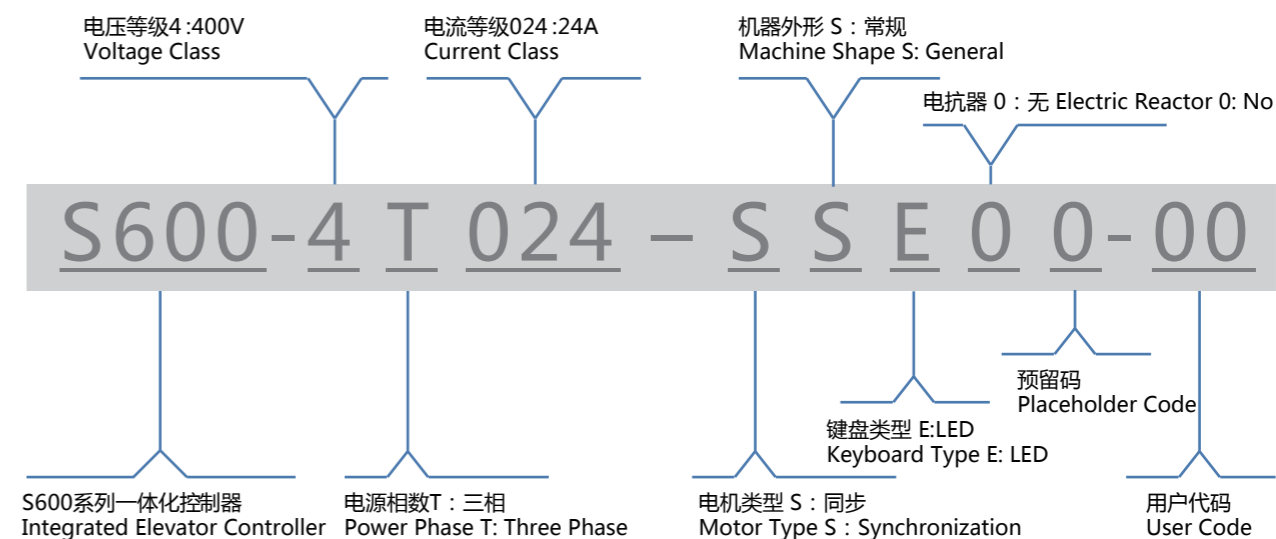 电压等级4 :400V
Voltage Class
电流等级024 :24A
Current Class
机器外形 S：常规
Machine Shape S: General
电抗器 0：无 Electric Reactor 0: No
S600-4 T 024 – S S E 0 0-00
预留码
Placeholder Code
键盘类型 E:LED
Keyboard Type E: LED
S600系列一体化控制器
Integrated Elevator Controller
电源相数T：三相
Power Phase T: Three Phase
电机类型 S：同步
Motor Type S：Synchronization
用户代码
User Code